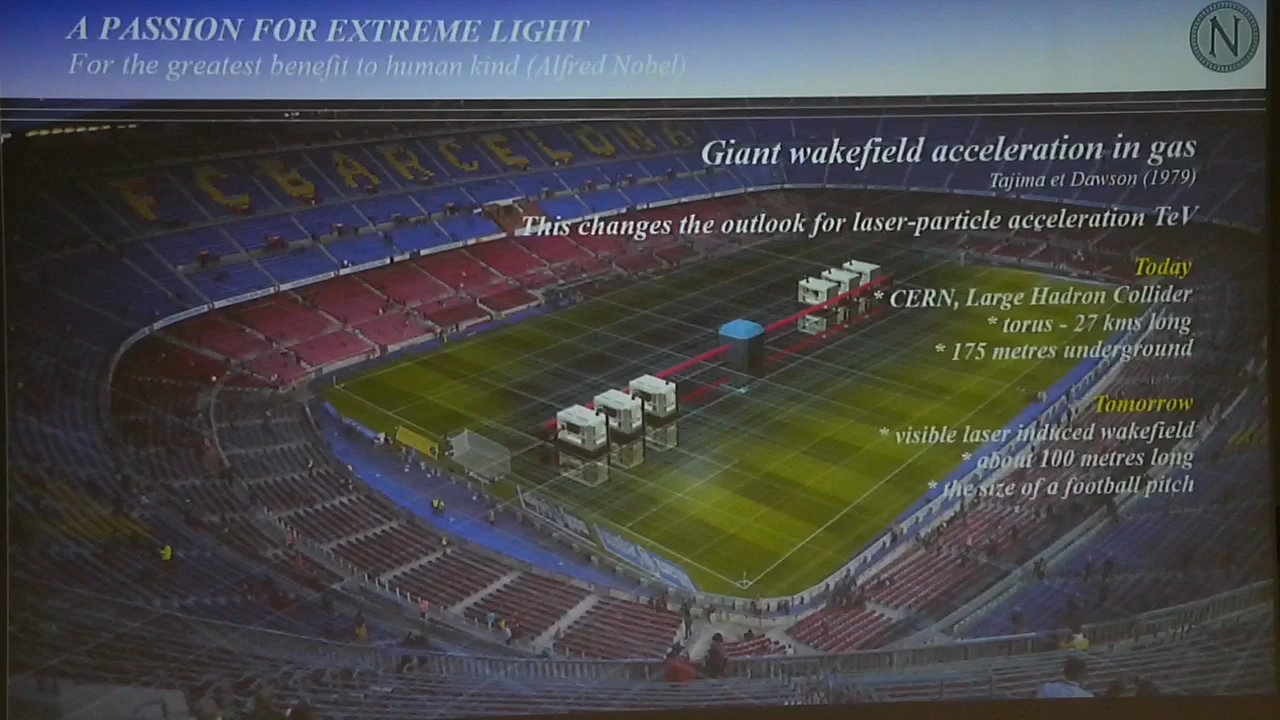 A PASSION FOR EXTREME LIGHT
For the greatest benefit to human kind (Alfred Nobel)
N
FC BARCELONA
Giant wakefield acceleration in gas
Tajima et Dawson (1979)
This changes the outlook for laser-particle acceleration TeV
Today
* CERN, Large Hadron Collider
* torus - 27 kms long
* 175 metres underground
Tomorrow
* visible laser induced wakefield
* about 100 metres long
* the size of a football pitch